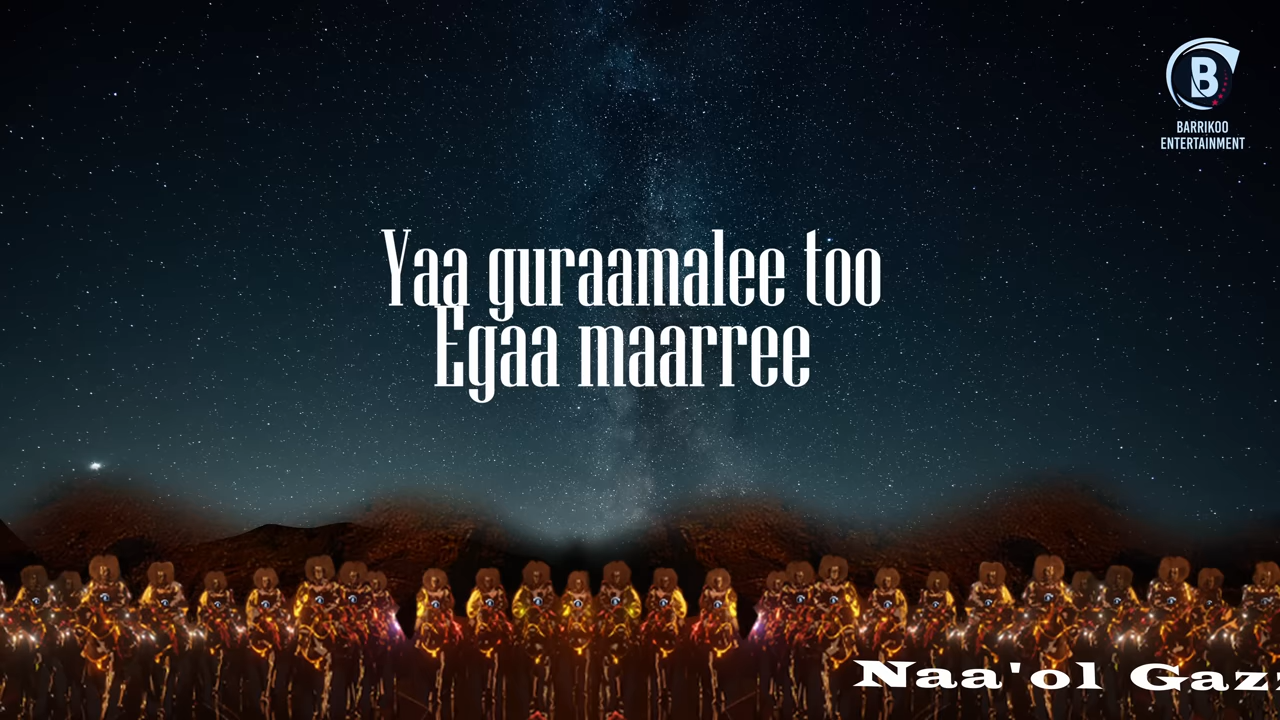 BARRIKOO
ENTERTAINMENT
Yaa guraamalee too
Egaa maarree
Naa'ol